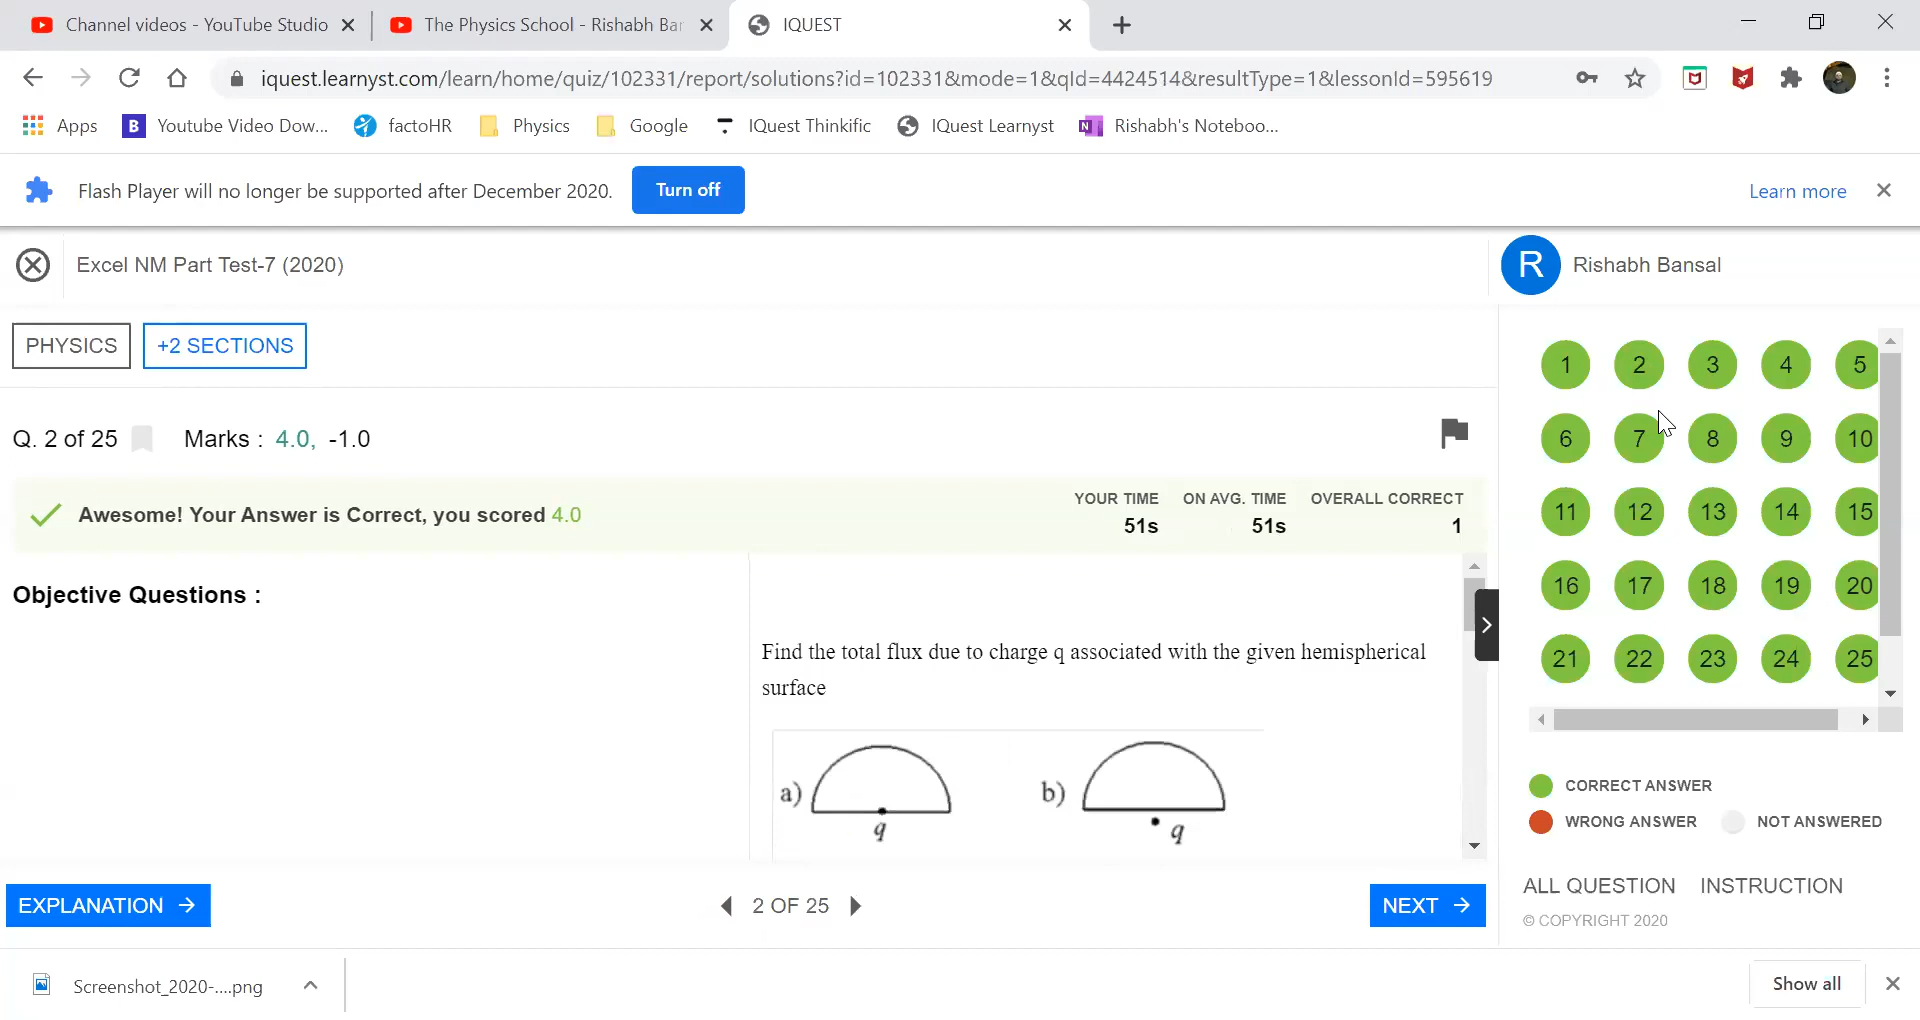 Channel videos - YouTube Studio
The Physics School - Rishabh Bar
IQUEST
iquest.learnyst.com/learn/home/quiz/102331/report/solutions?id=102331&mode=1&qId=4424514&resultType=1&lessonId=595619
Apps
B Youtube Video Dow...
factoHR
Physics
Google
IQuest Thinkific
IQuest Learnyst
N Rishabh's Noteboo...
Flash Player will no longer be supported after December 2020.
Turn off
Learn more
Excel NM Part Test-7 (2020)
R Rishabh Bansal
PHYSICS
+2 SECTIONS
Q. 2 of 25
Marks : 4.0, -1.0
Awesome! Your Answer is Correct, you scored 4.0
YOUR TIME ON AVG. TIME OVERALL CORRECT
51s 51s 1
Objective Questions :
Find the total flux due to charge q associated with the given hemispherical
surface
a) b)
q q
EXPLANATION
2 OF 25
NEXT
1 2 3 4 5
6 7 8 9 10
11 12 13 14 15
16 17 18 19 20
21 22 23 24 25
CORRECT ANSWER
WRONG ANSWER NOT ANSWERED
ALL QUESTION INSTRUCTION
© COPYRIGHT 2020
Screenshot_2020-....png
Show all